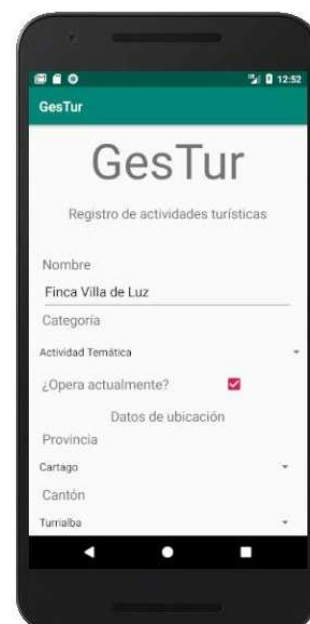 12:52
GesTur
GesTur
Registro de actividades turísticas
Nombre
Finca Villa de Luz
Categoría
Actividad Temática
¿Opera actualmente?
Datos de ubicación
Provincia
Cartago
Cantón
Turrialba